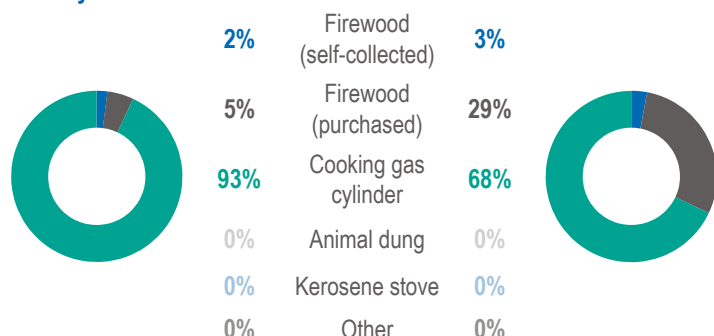 2% Firewood (self-collected) 3%
5% Firewood (purchased) 29%
93% Cooking gas cylinder 68%
0% Animal dung 0%
0% Kerosene stove 0%
0% Other 0%